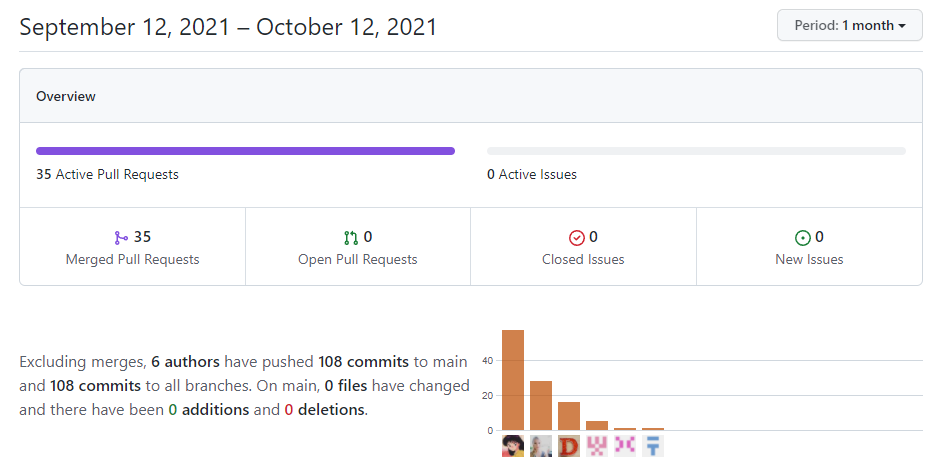 September 12, 2021 – October 12, 2021
Period: 1 month
Overview
35 Active Pull Requests
0 Active Issues
35
Merged Pull Requests
0
Open Pull Requests
0
Closed Issues
0
New Issues
Excluding merges, 6 authors have pushed 108 commits to main
and 108 commits to all branches. On main, 0 files have changed
and there have been 0 additions and 0 deletions.
40
20
0
D